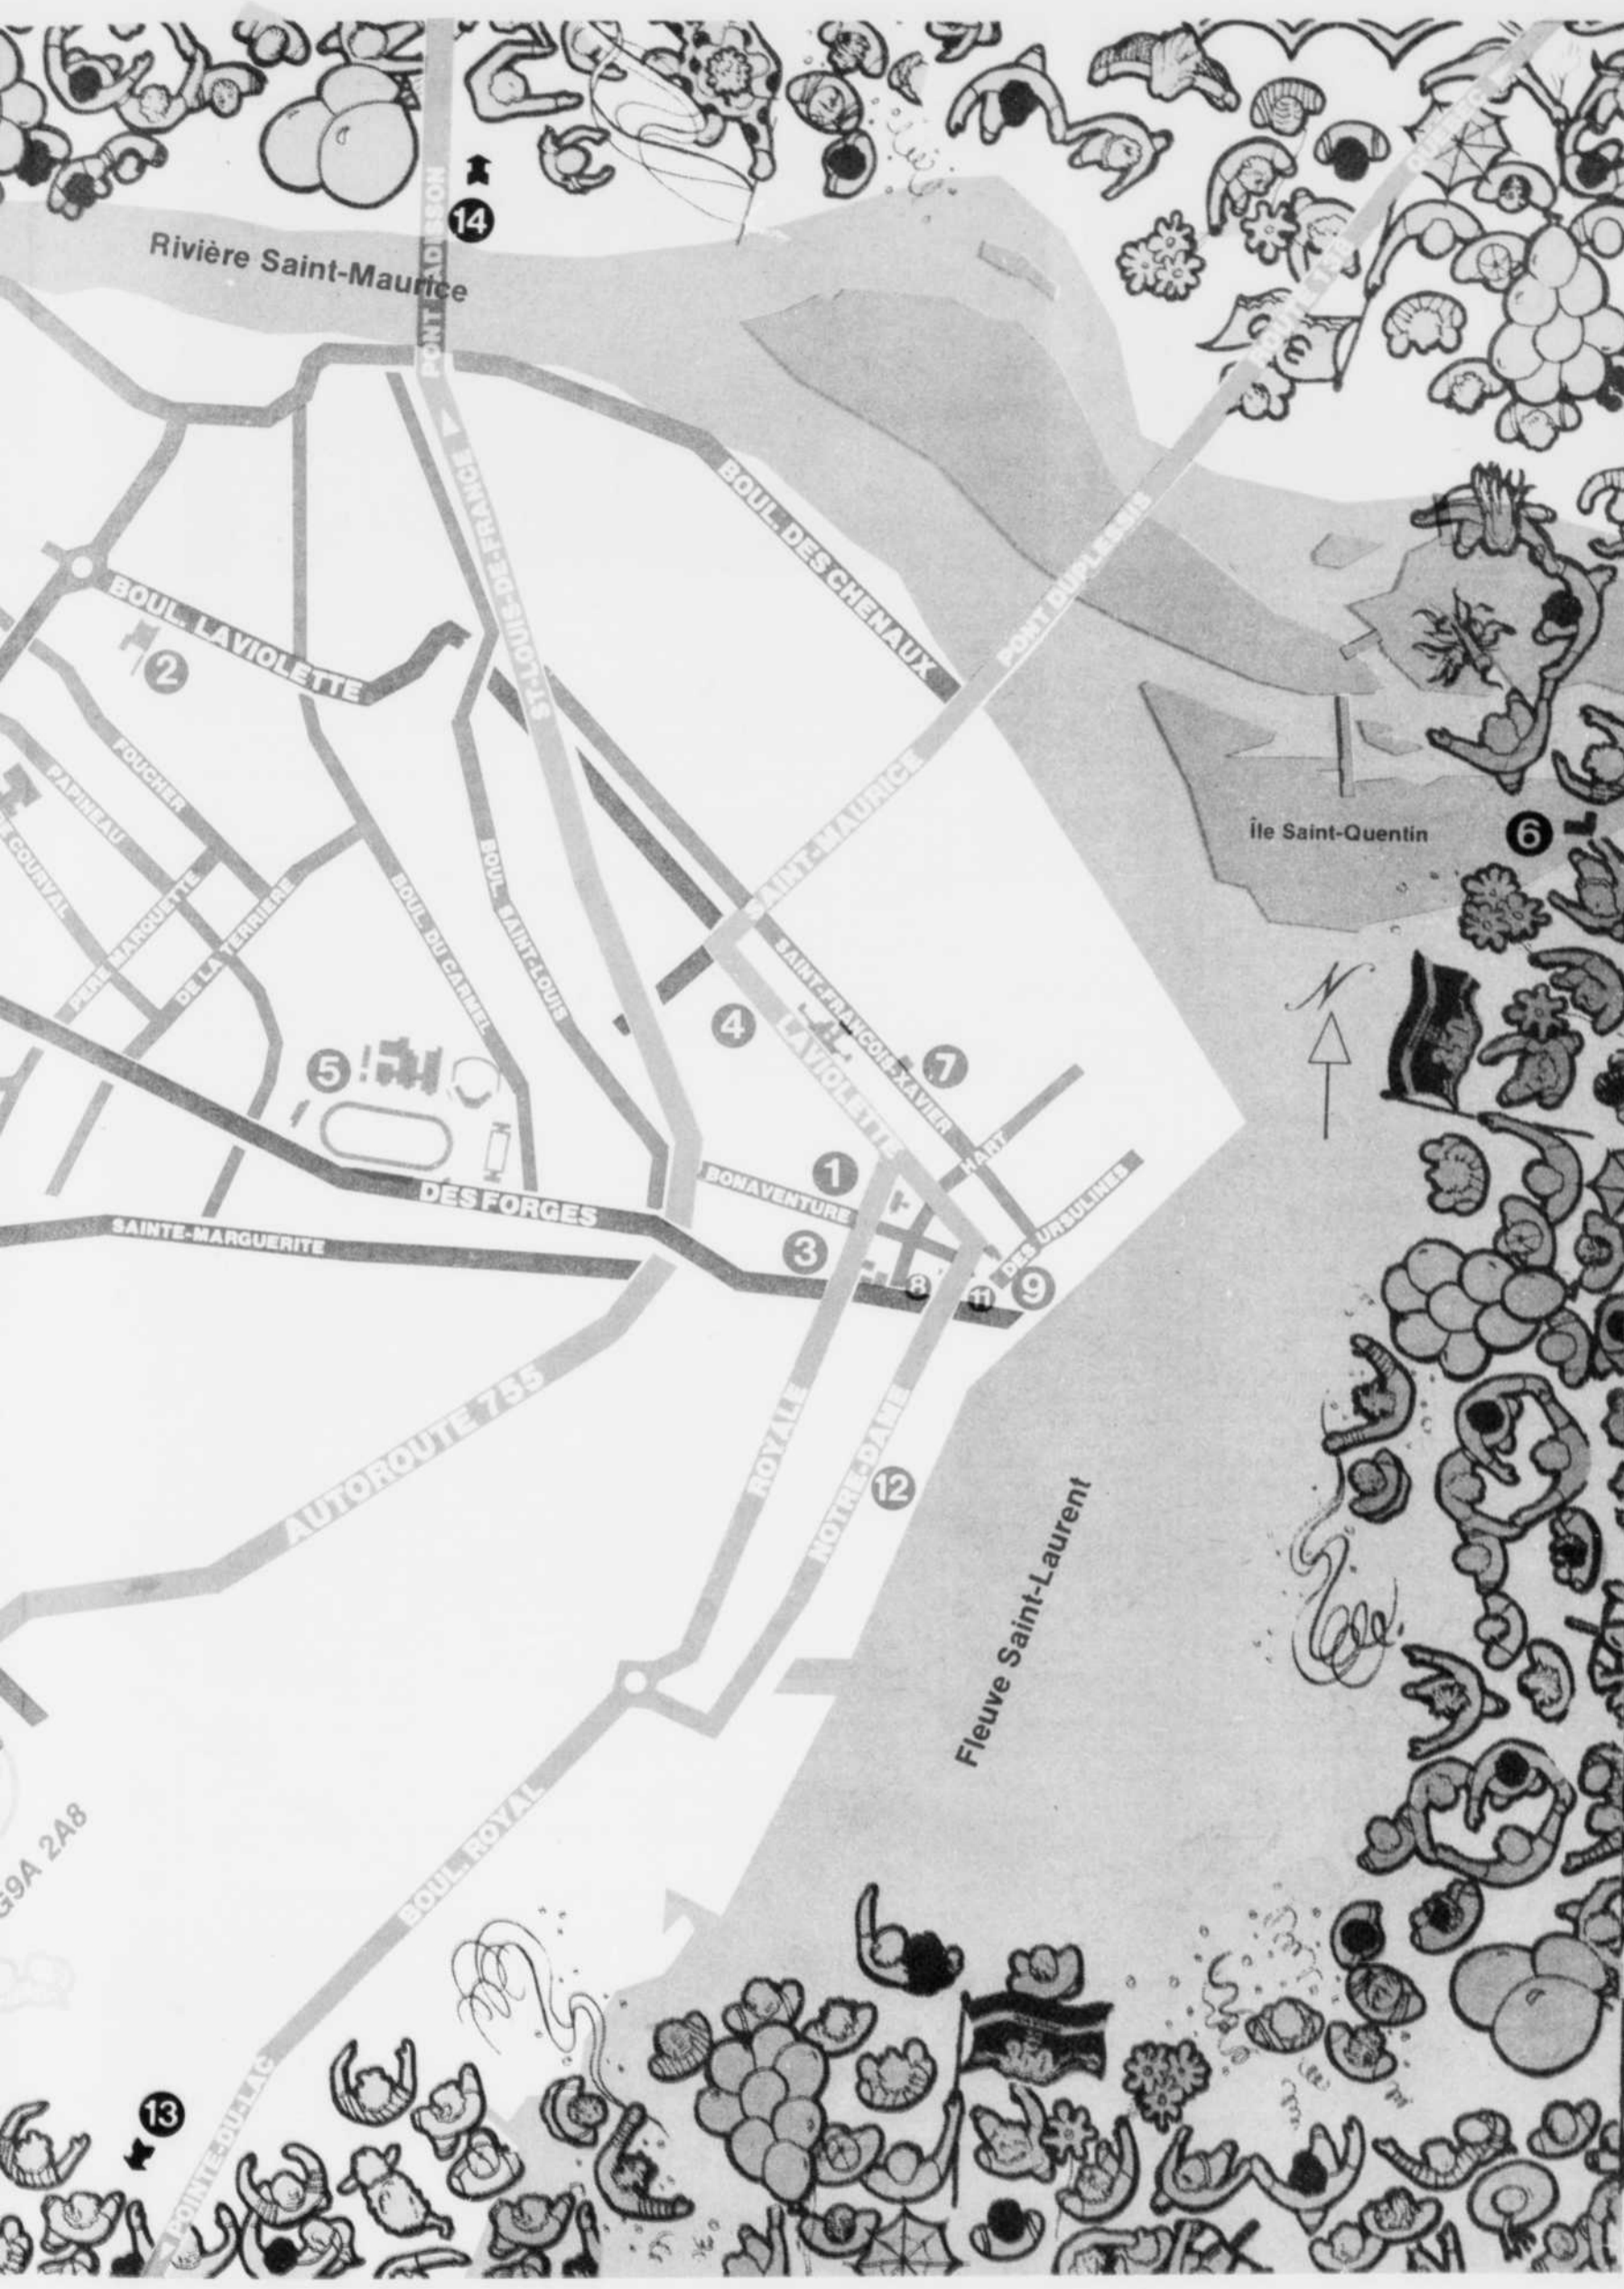 QUÉBEC
PONT RADISSON
14
Rivière Saint-Maurice
ST-LOUIS-DE-FRANCE
BOUL. DES CHENAUX
PONT DUPLESSIS
BOUL. LAVIOLETTE
2
FOUCHER
PAPINEAU
DE COURVAL
PÈRE MARQUETTE
DE LA TERRIÈRE
BOUL. DU CARMEL
BOUL. SAINT-LOUIS
SAINT-MAURICE
Île Saint-Quentin
6
N
SAINT-FRANÇOIS-XAVIER
4
LAVIOLETTE
7
5
HART
1
BONAVENTURE
DES URSULINES
DES FORGES
SAINTE-MARGUERITE
3
8
11
9
AUTOROUTE 755
ROYALE
NOTRE-DAME
12
Fleuve Saint-Laurent
BOUL. ROYAL
G9A 2A8
POINTE-DU-LAC
13